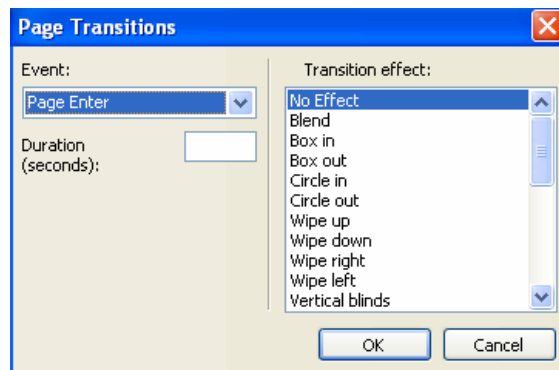 Page Transitions
Event:
Page Enter
Duration
(seconds):
Transition effect:
No Effect
Blend
Box in
Box out
Circle in
Circle out
Wipe up
Wipe down
Wipe right
Wipe left
Vertical blinds
OK
Cancel